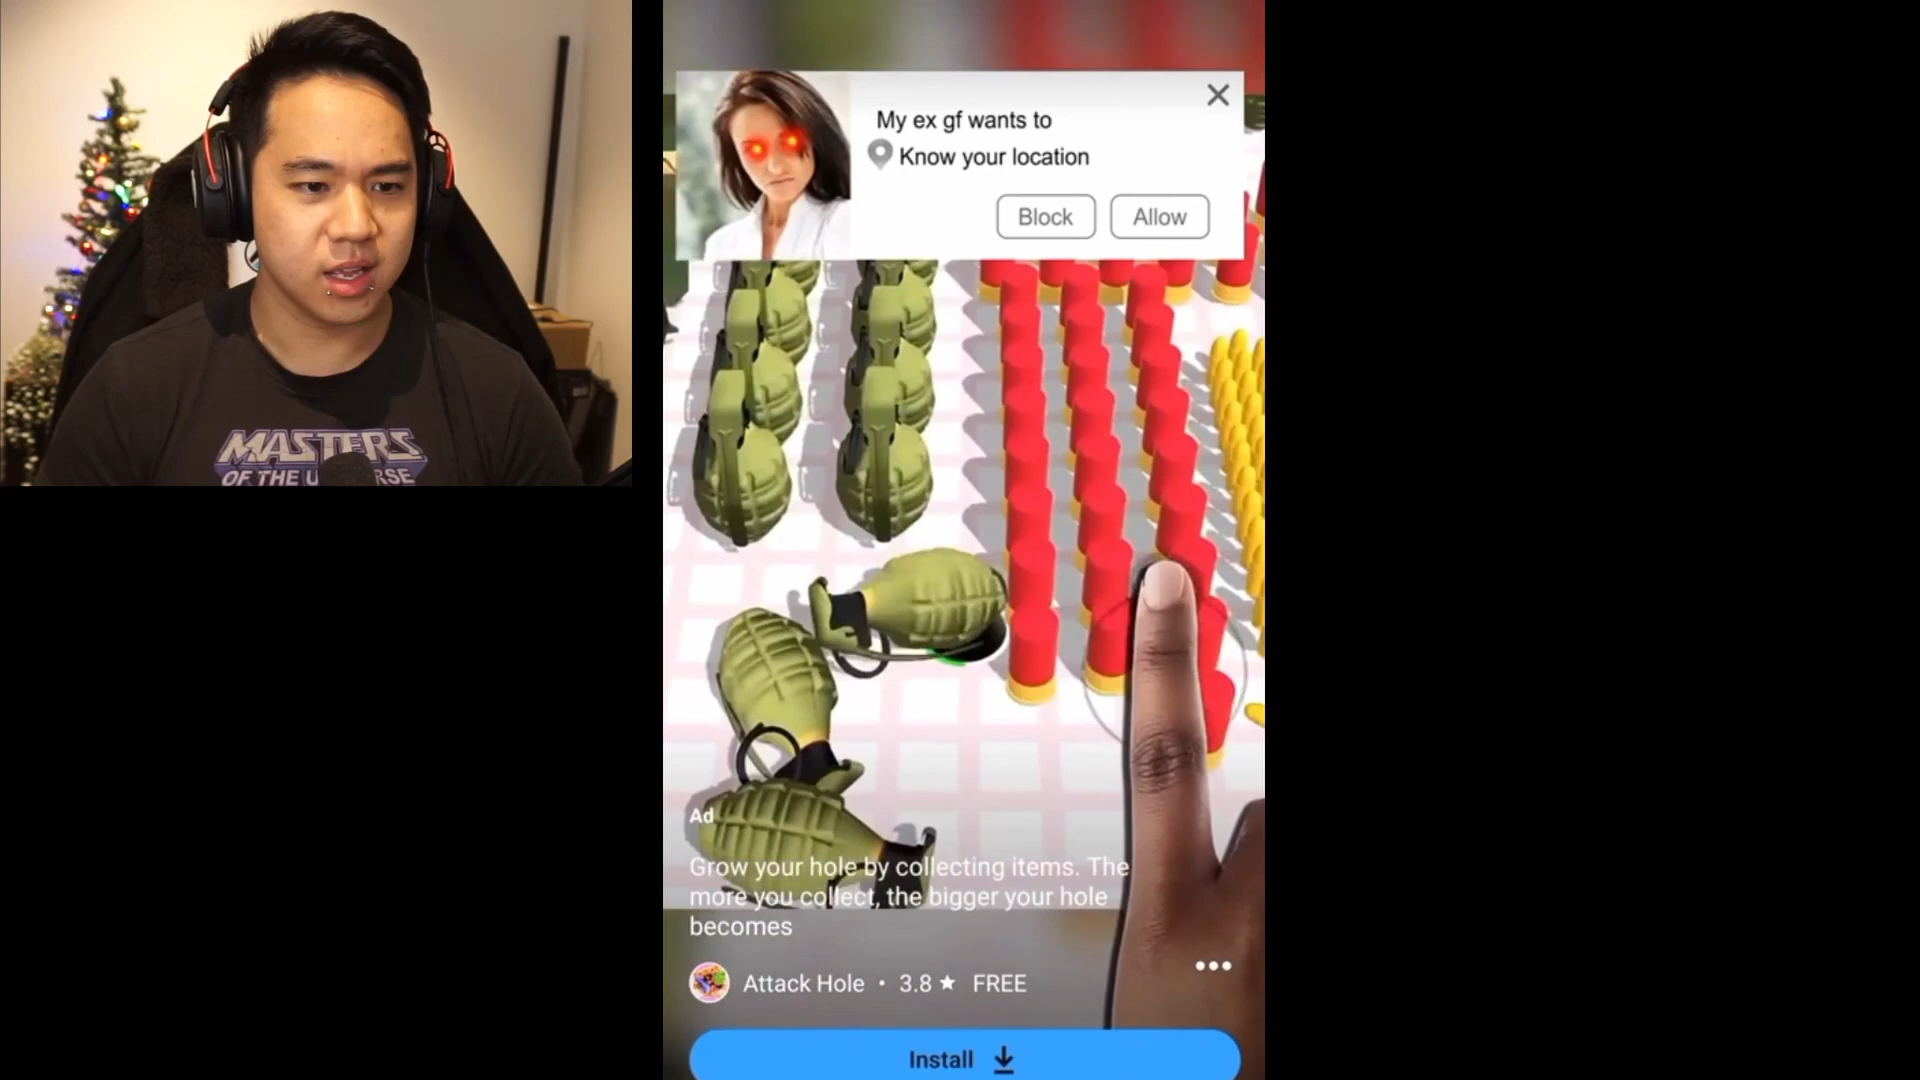 MASTERS
OF THE U RSE
My ex gf wants to
Know your location
Block Allow
Ad
Grow your hole by collecting items. The
more you collect, the bigger your hole
becomes
Attack Hole • 3.8 ★ FREE
Install